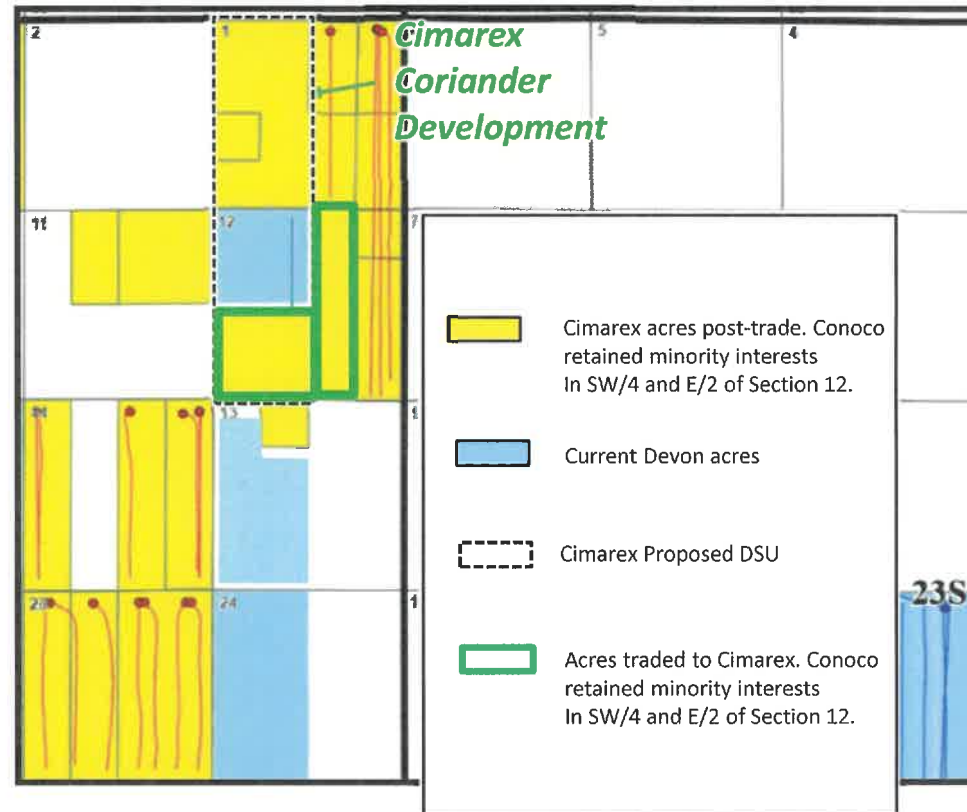 2
1
5
4
Cimarex
Coriander
Development
11
12
7
Cimarex acres post-trade. Conoco
retained minority interests
In SW/4 and E/2 of Section 12.
Current Devon acres
13
Cimarex Proposed DSU
24
23S
Acres traded to Cimarex. Conoco
retained minority interests
In SW/4 and E/2 of Section 12.